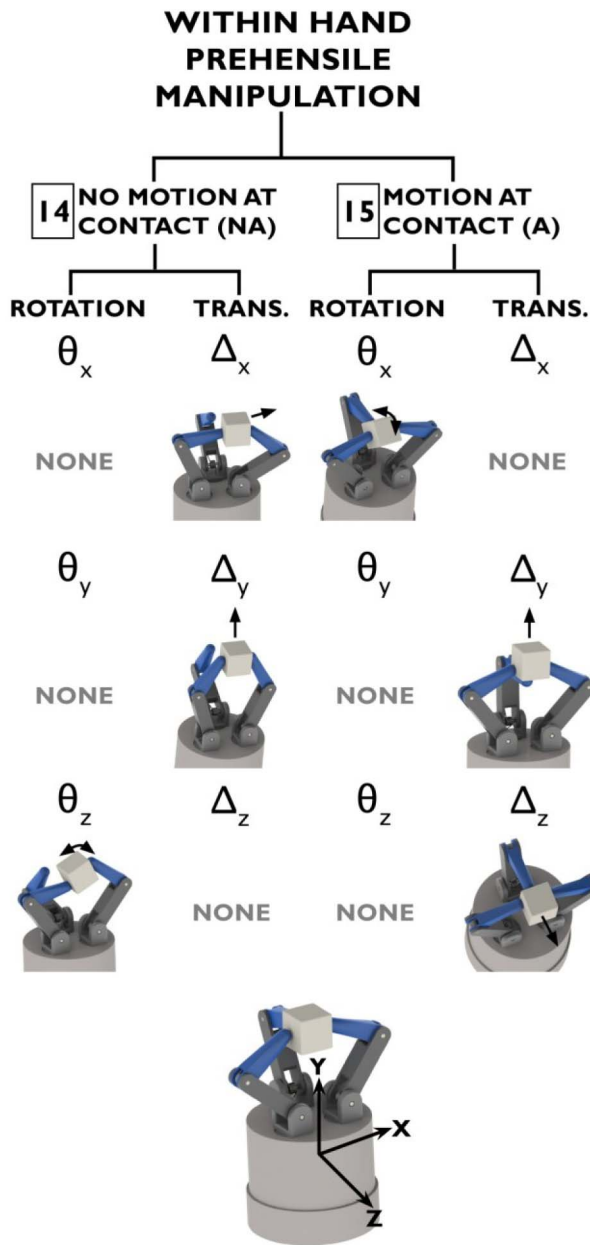 WITHIN HAND
PREHENSILE
MANIPULATION
14 NO MOTION AT
CONTACT (NA)
15 MOTION AT
CONTACT (A)
ROTATION TRANS. ROTATION TRANS.
θx Δx θx Δx
NONE NONE
θy Δy θy Δy
NONE NONE
θz Δz θz Δz
NONE NONE
Y
X
Z